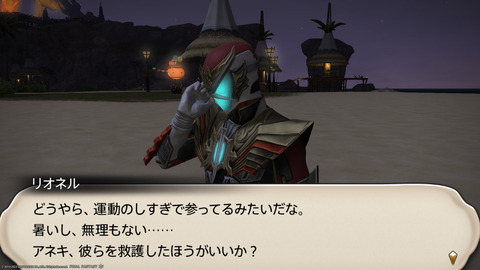 リオネル
どうやら、運動のしすぎで参ってるみたいだな。
暑いし、無理もない……
アネキ、彼らを救護したほうがいいか？